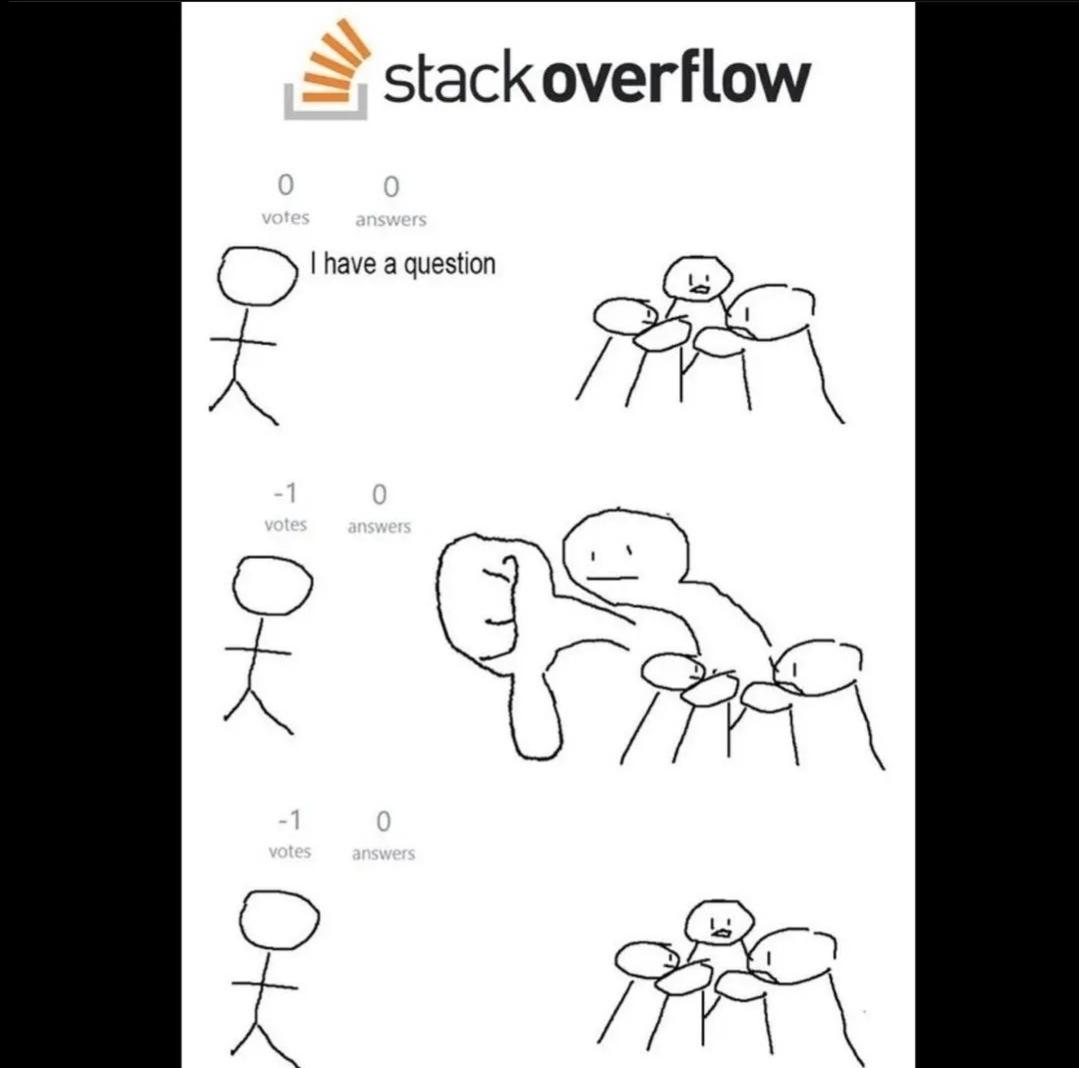 stackoverflow
0 0
votes answers
I have a question
-1 0
votes answers
-1 0
votes answers